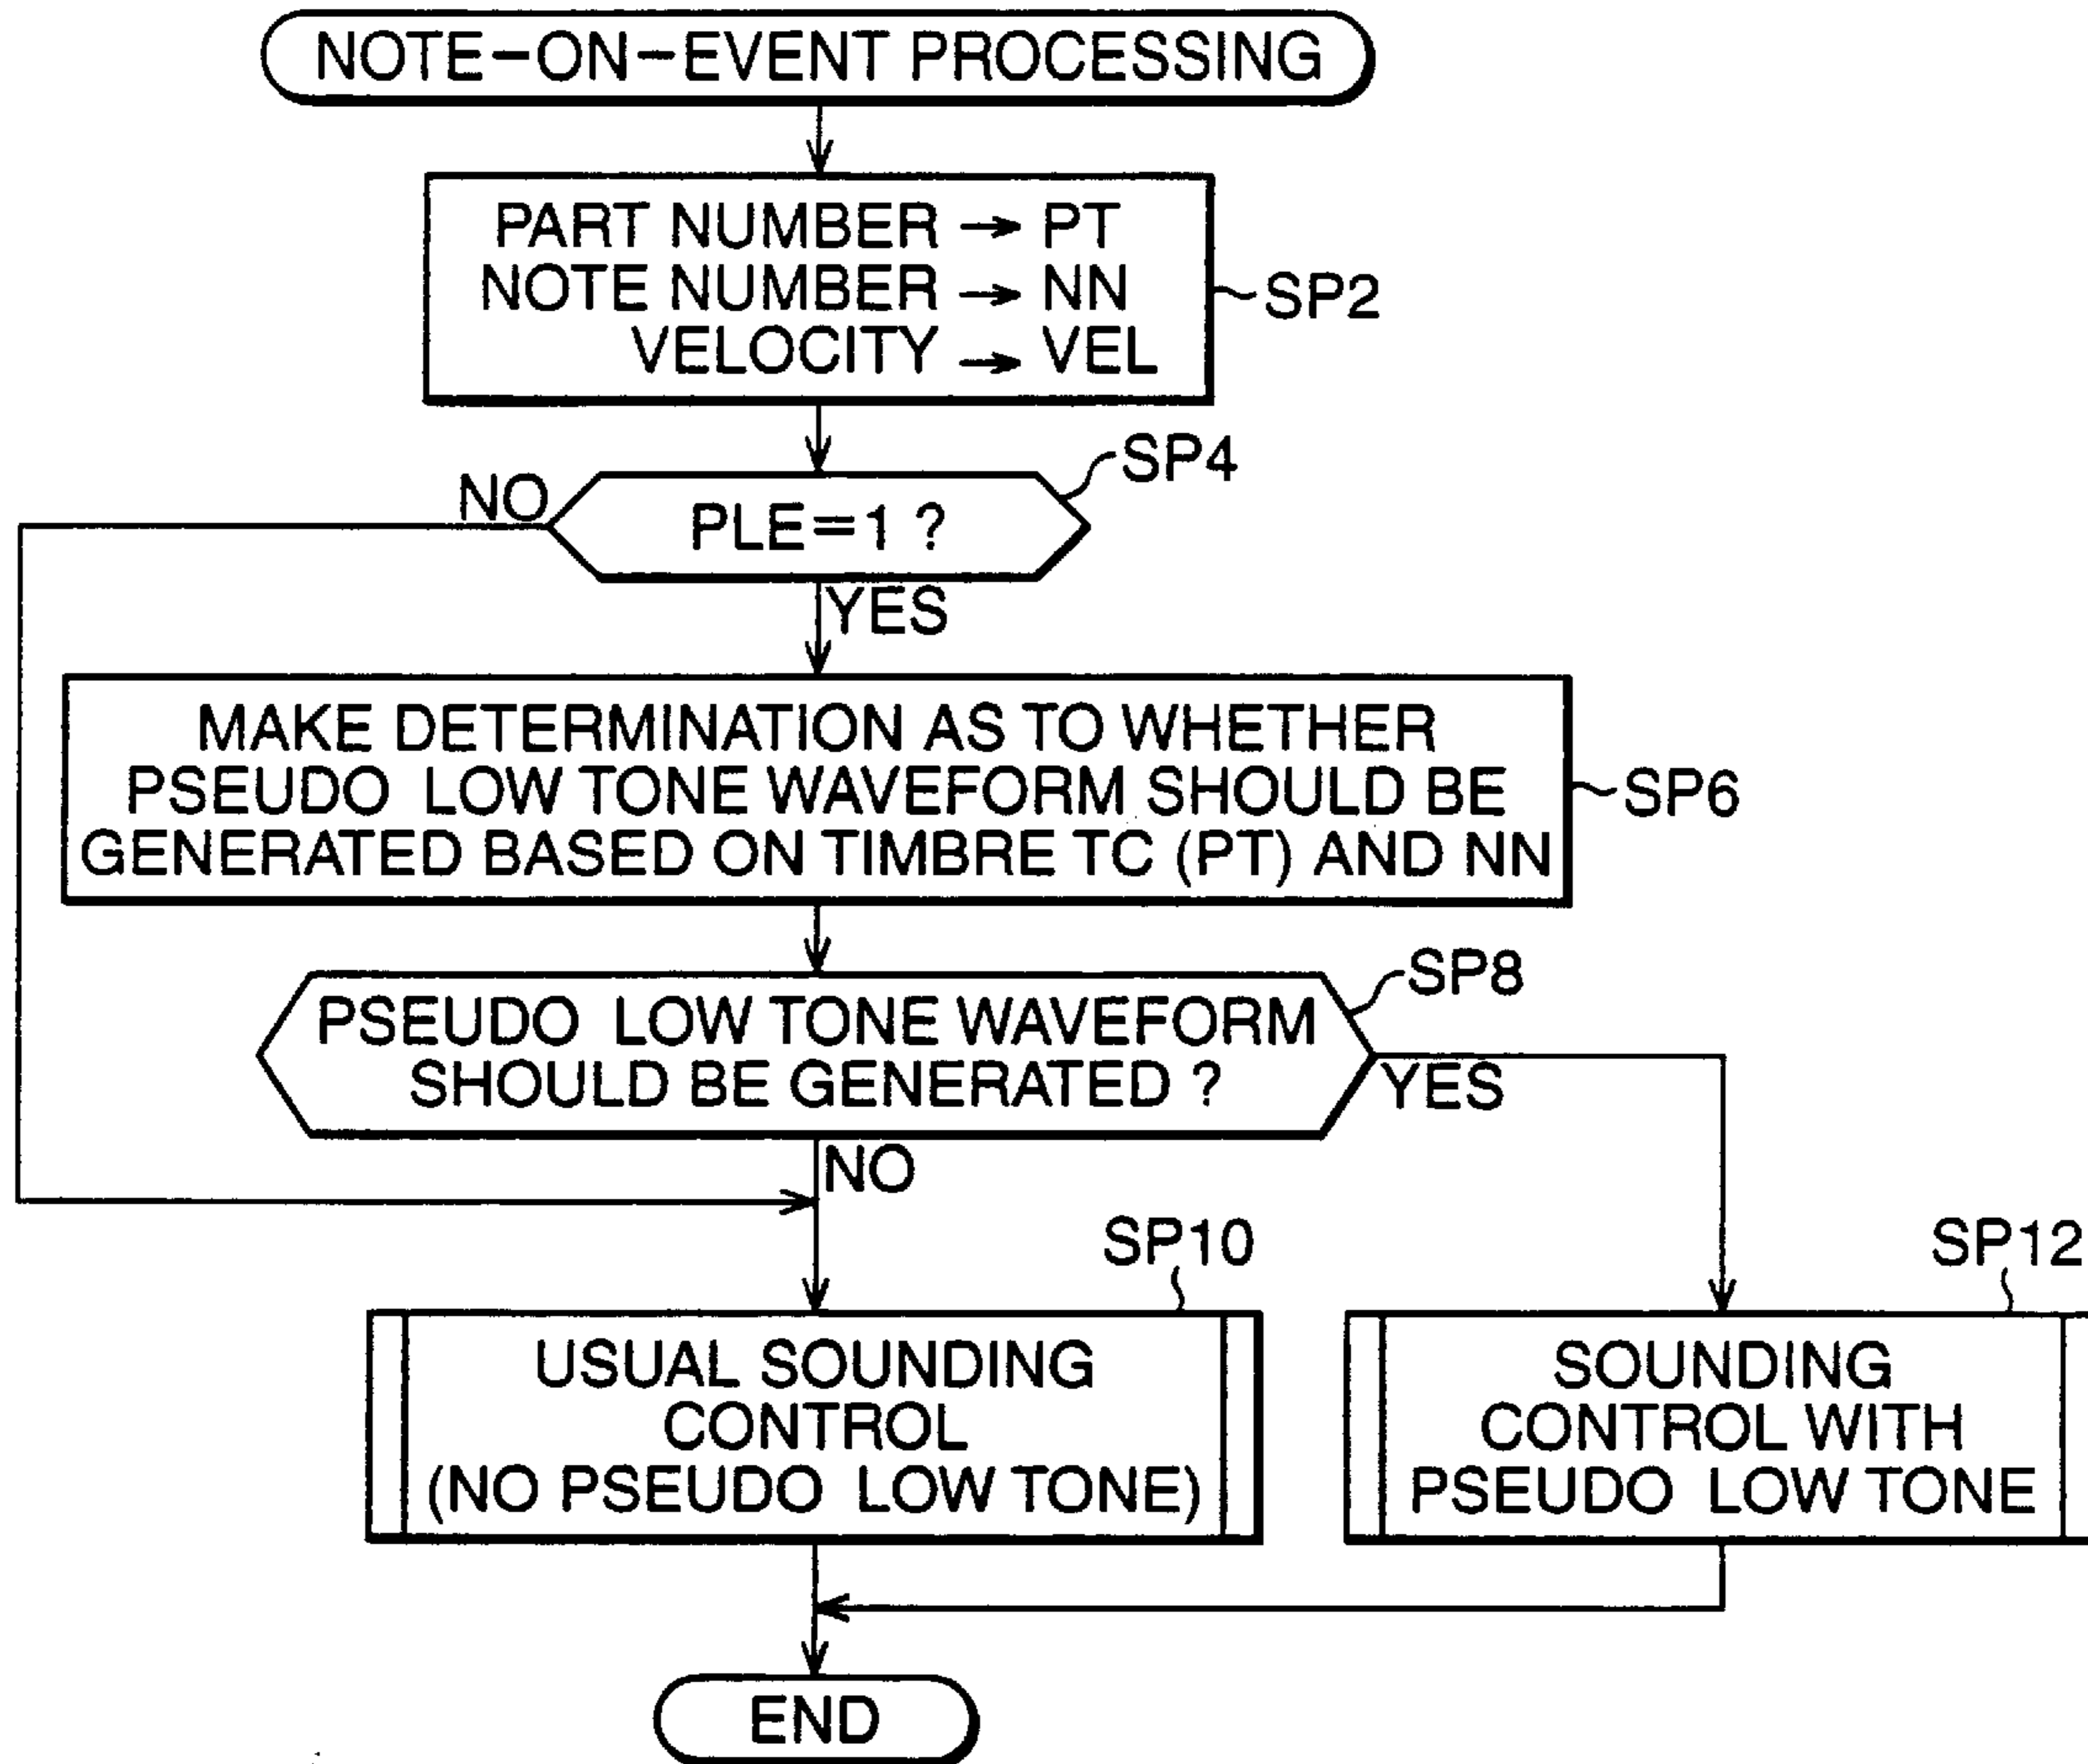 NOTE-ON-EVENT PROCESSING
PART NUMBER → PT
NOTE NUMBER → NN
VELOCITY → VEL
SP2
SP4
NO
PLE=1 ?
YES
MAKE DETERMINATION AS TO WHETHER
PSEUDO LOW TONE WAVEFORM SHOULD BE
GENERATED BASED ON TIMBRE TC (PT) AND NN
SP6
SP8
PSEUDO LOW TONE WAVEFORM
SHOULD BE GENERATED ?
YES
NO
SP10
USUAL SOUNDING
CONTROL
(NO PSEUDO LOW TONE)
SP12
SOUNDING
CONTROL WITH
PSEUDO LOW TONE
END